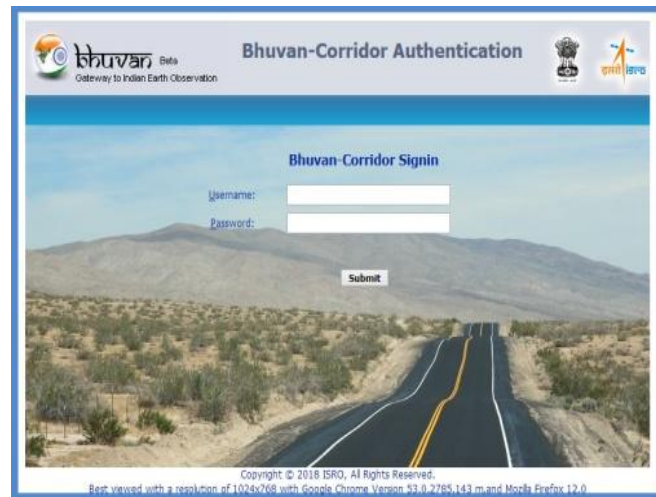 bhuvan Beta
Gateway to Indian Earth Observation
Bhuvan-Corridor Authentication
इसरो isro
Bhuvan-Corridor Signin
Username:
Password:
Submit
Copyright © 2018 ISRO, All Rights Reserved.
Best viewed with a resolution of 1024x768 with Google Chrome Version 53.0.2785.143 m.and Mozilla Firefox 12.0